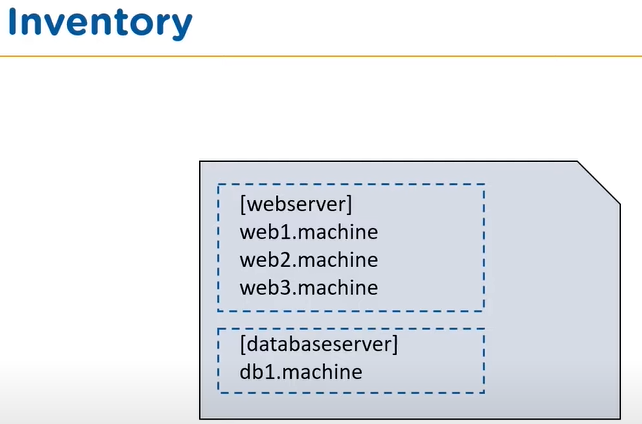 Inventory
[webserver]
web1.machine
web2.machine
web3.machine
[databaseserver]
db1.machine